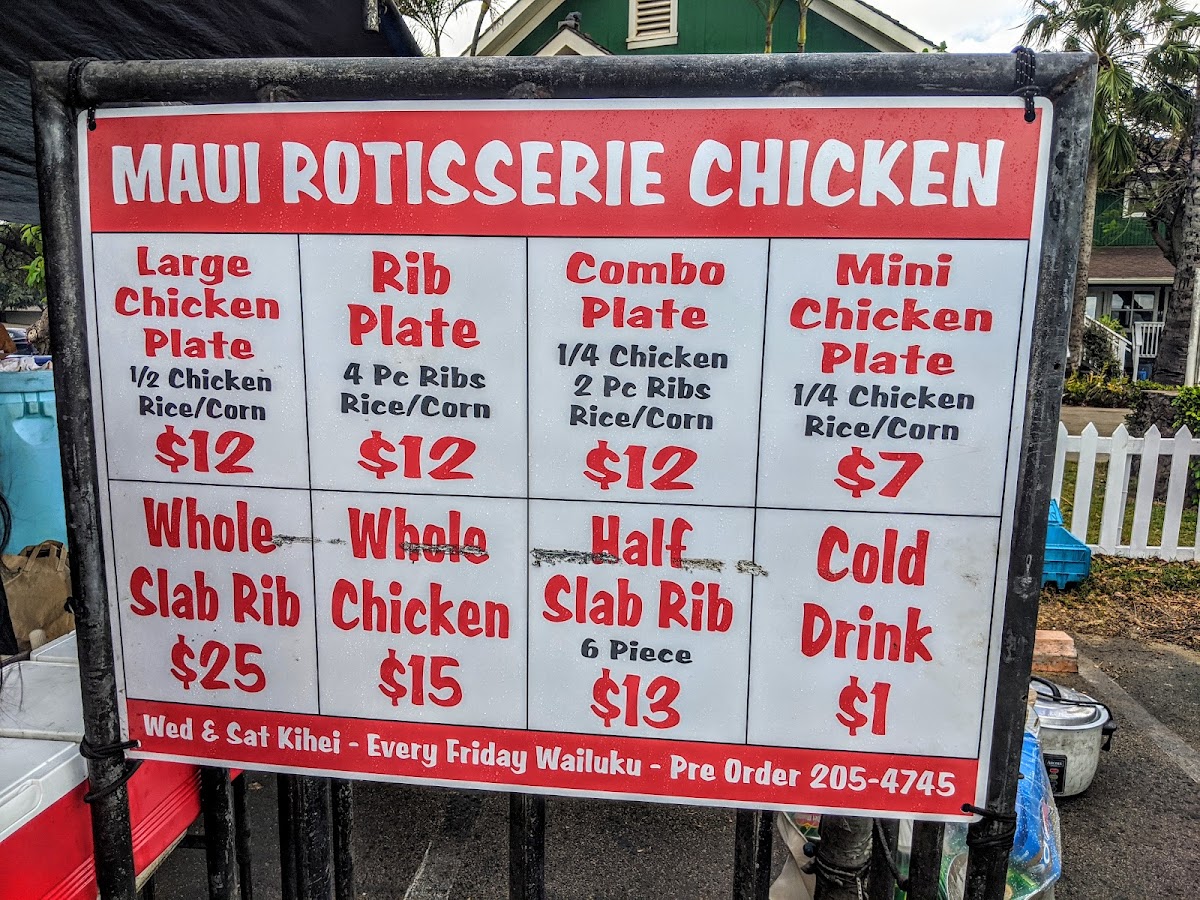 MAUI ROTISSERIE CHICKEN
Large
Chicken
Plate
1/2 Chicken
Rice/Corn
$12
Rib
Plate
4 Pc Ribs
Rice/Corn
$12
Combo
Plate
1/4 Chicken
2 Pc Ribs
Rice/Corn
$12
Mini
Chicken
Plate
1/4 Chicken
Rice/Corn
$7
Whole
Slab Rib
$25
Whole
Chicken
$15
Half
Slab Rib
6 Piece
$13
Cold
Drink
$1
Wed & Sat Kihei - Every Friday Wailuku - Pre Order 205-4745